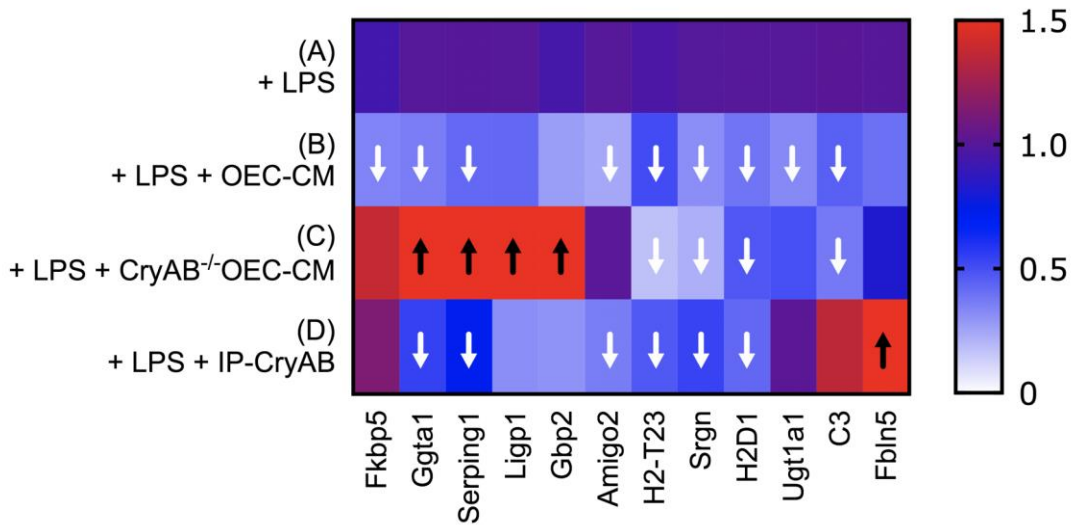 (A)
+ LPS
(B)
+ LPS + OEC-CM
(C)
+ LPS + CryAB-/-OEC-CM
(D)
+ LPS + IP-CryAB
1.5
1.0
0.5
0
Fkbp5
Ggta1
Serping1
Ligp1
Gbp2
Amigo2
H2-T23
Srgn
H2D1
Ugt1a1
C3
Fbln5